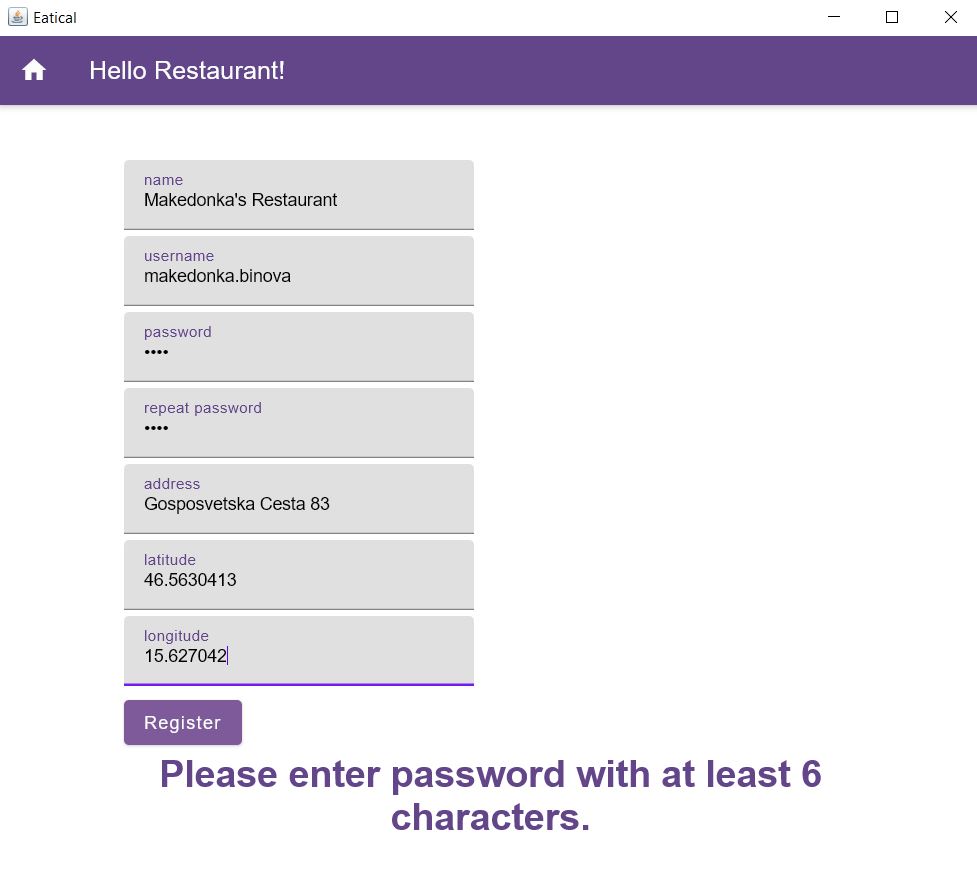 Eatical
Hello Restaurant!
name
Makedonka's Restaurant
username
makedonka.binova
password
••••
repeat password
••••
address
Gosposvetska Cesta 83
latitude
46.5630413
longitude
15.627042
Register
Please enter password with at least 6
characters.